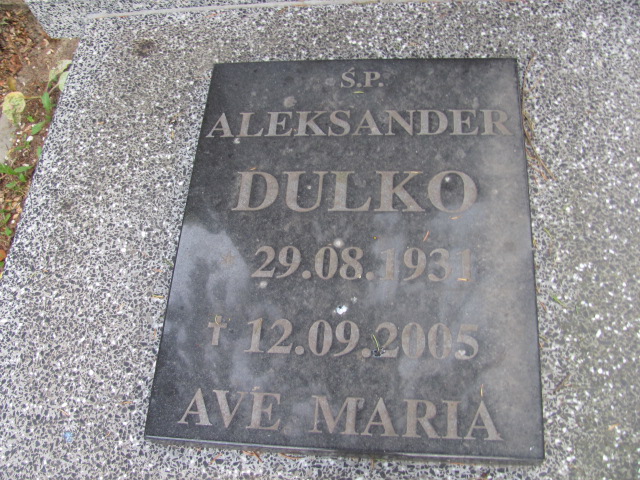 Ś.P.
ALEKSANDER
DULKO
* 29.08.1931
† 12.09.2005
AVE MARIA